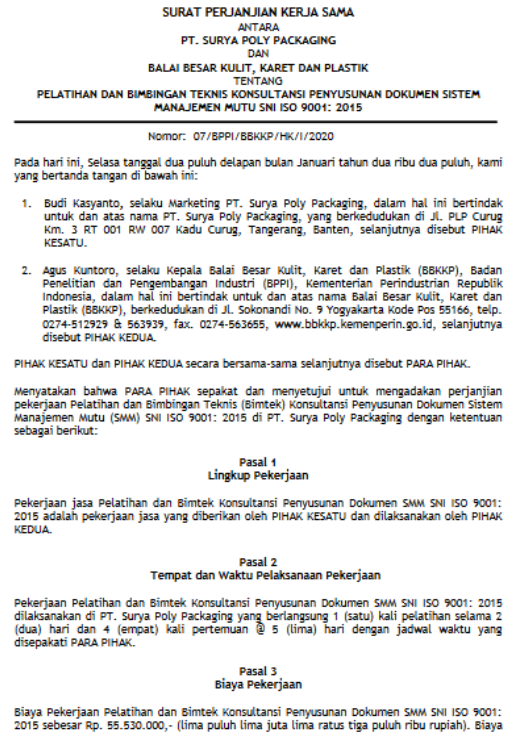 SURAT PERJANJIAN KERJA SAMA
ANTARA
PT. SURYA POLY PACKAGING
DAN
BALAI BESAR KULIT, KARET DAN PLASTIK
TENTANG
PELATIHAN DAN BIMBINGAN TEKNIS KONSULTANSI PENYUSUNAN DOKUMEN SISTEM
MANAJEMEN MUTU SNI ISO 9001: 2015
Nomor: 07/BPPI/BBKKP/HK/I/2020
Pada hari ini, Selasa tanggal dua puluh delapan bulan Januari tahun dua ribu dua puluh, kami
yang bertanda tangan di bawah ini:
1. Budi Kasyanto, selaku Marketing PT. Surya Poly Packaging, dalam hal ini bertindak
untuk dan atas nama PT. Surya Poly Packaging, yang berkedudukan di Jl. PLP Curug
Km. 3 RT 001 RW 007 Kadu Curug, Tangerang, Banten, selanjutnya disebut PIHAK
KESATU.
2. Agus Kuntoro, selaku Kepala Balai Besar Kulit, Karet dan Plastik (BBKKP), Badan
Penelitian dan Pengembangan Industri (BPPI), Kementerian Perindustrian Republik
Indonesia, dalam hal ini bertindak untuk dan atas nama Balai Besar Kulit, Karet dan
Plastik (BBKKP), berkedudukan di Jl. Sokonandi No. 9 Yogyakarta Kode Pos 55166, telp.
0274-512929 & 563939, fax. 0274-563655, www.bbkkp.kemenperin.go.id, selanjutnya
disebut PIHAK KEDUA.
PIHAK KESATU dan PIHAK KEDUA secara bersama-sama selanjutnya disebut PARA PIHAK.
Menyatakan bahwa PARA PIHAK sepakat dan menyetujui untuk mengadakan perjanjian
pekerjaan Pelatihan dan Bimbingan Teknis (Bimtek) Konsultansi Penyusunan Dokumen Sistem
Manajemen Mutu (SMM) SNI ISO 9001: 2015 di PT. Surya Poly Packaging dengan ketentuan
sebagai berikut:
Pasal 1
Lingkup Pekerjaan
Pekerjaan jasa Pelatihan dan Bimtek Konsultansi Penyusunan Dokumen SMM SNI ISO 9001:
2015 adalah pekerjaan jasa yang diberikan oleh PIHAK KESATU dan dilaksanakan oleh PIHAK
KEDUA.
Pasal 2
Tempat dan Waktu Pelaksanaan Pekerjaan
Pekerjaan Pelatihan dan Bimtek Konsultansi Penyusunan Dokumen SMM SNI ISO 9001: 2015
dilaksanakan di PT. Surya Poly Packaging yang berlangsung 1 (satu) kali pelatihan selama 2
(dua) hari dan 4 (empat) kali pertemuan @ 5 (lima) hari dengan jadwal waktu yang
disepakati PARA PIHAK.
Pasal 3
Biaya Pekerjaan
Biaya Pekerjaan Pelatihan dan Bimtek Konsultansi Penyusunan Dokumen SMM SNI ISO 9001:
2015 sebesar Rp. 55.530.000,- (lima puluh lima juta lima ratus tiga puluh ribu rupiah). Biaya